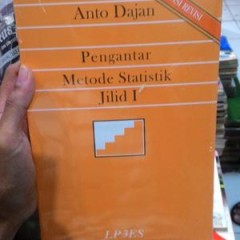 Anto Dajan
EDISI REVISI
Pengantar
Metode Statistik
Jilid I
LP3ES